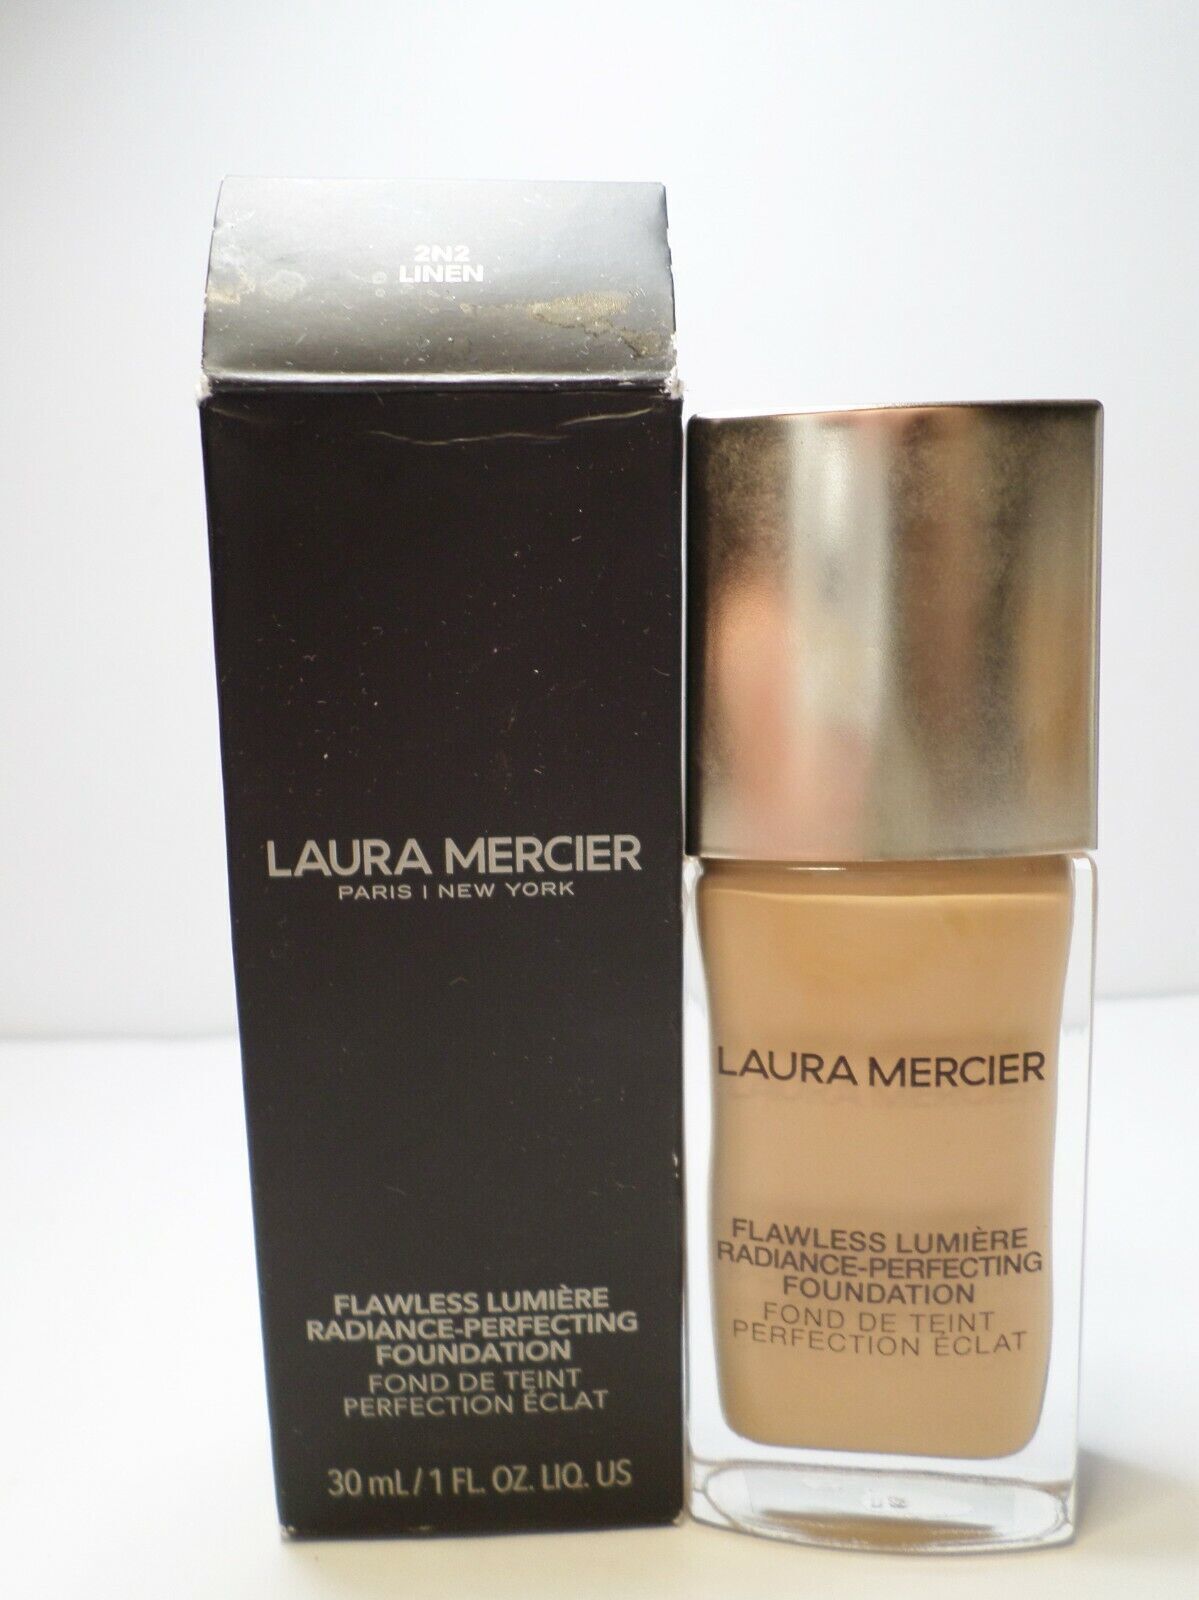 2N2
LINEN
LAURA MERCIER
PARIS | NEW YORK
FLAWLESS LUMIÈRE
RADIANCE-PERFECTING
FOUNDATION
FOND DE TEINT
PERFECTION ÉCLAT
30 mL / 1 FL. OZ. LIQ. US
LAURA MERCIER
FLAWLESS LUMIÈRE
RADIANCE-PERFECTING
FOUNDATION
FOND DE TEINT
PERFECTION ÉCLAT